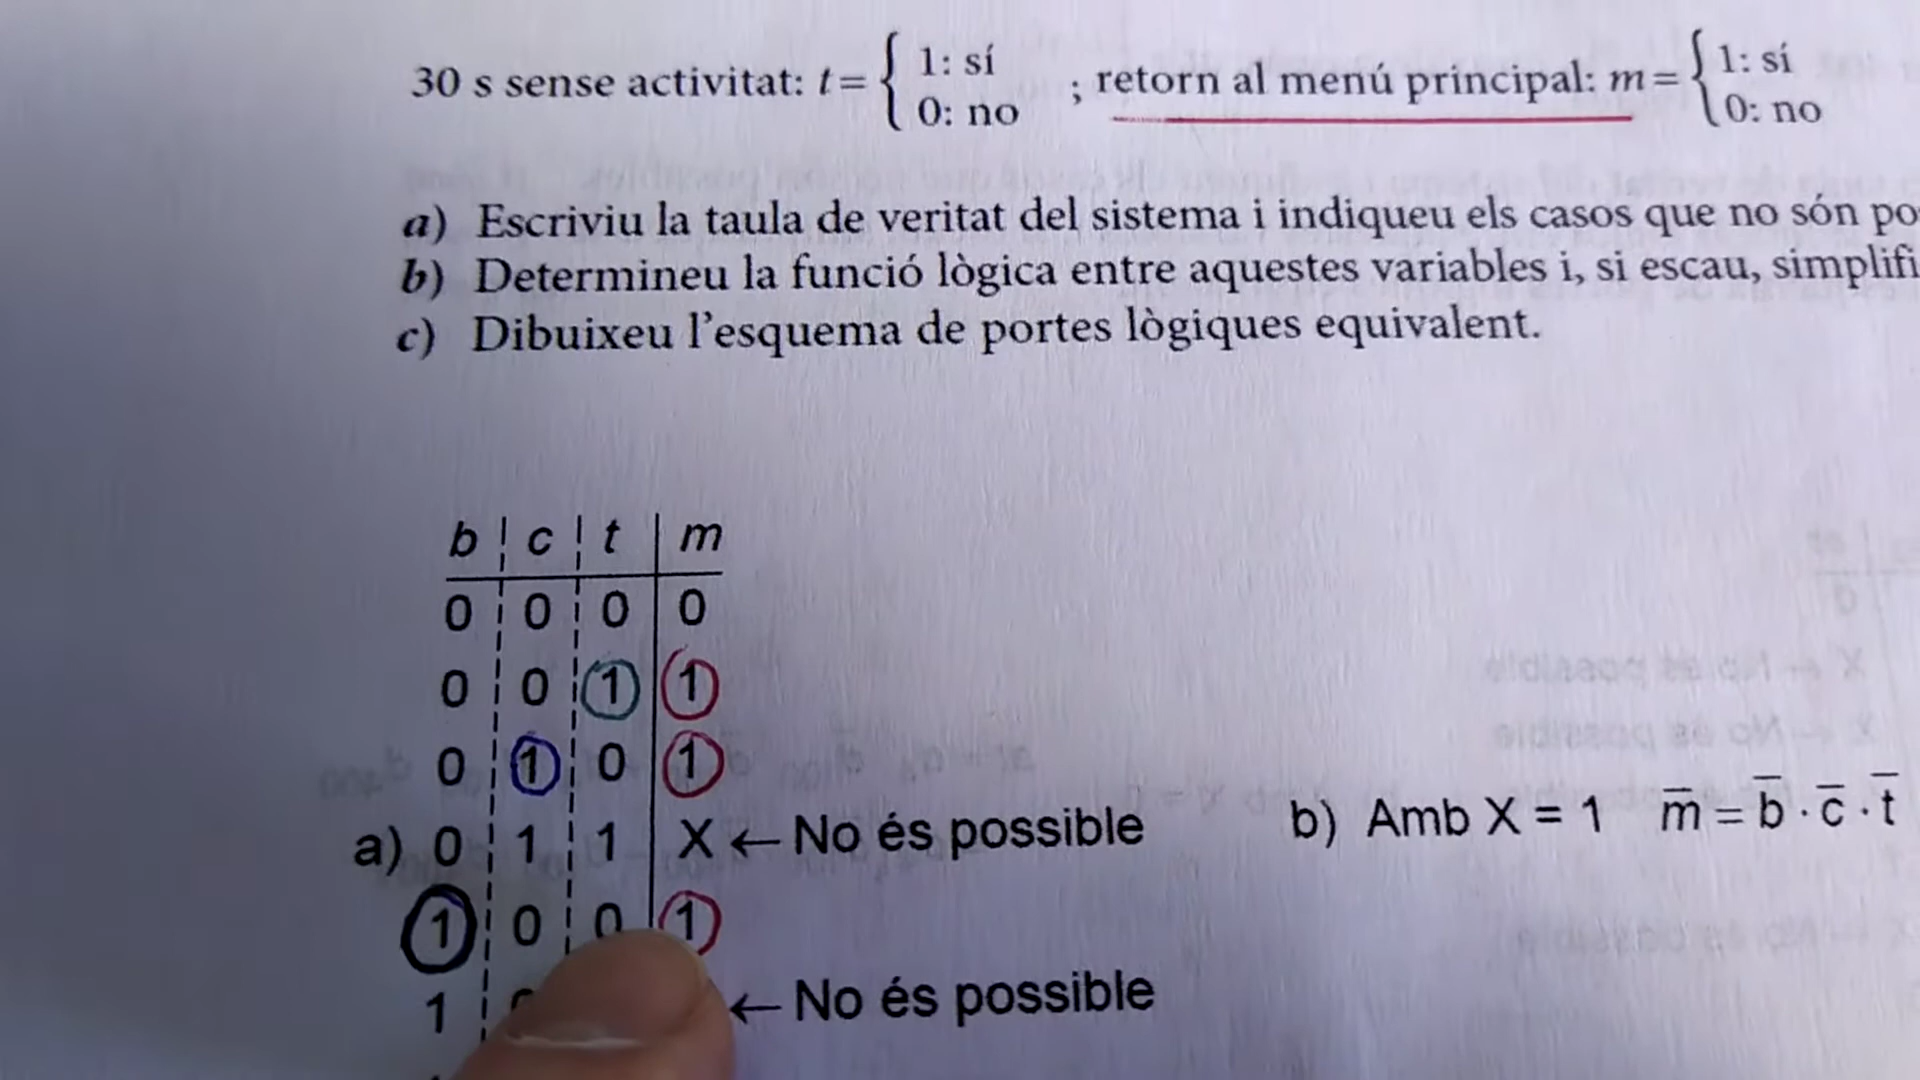 30 s sense activitat: t = { 1: sí 0: no ; retorn al menú principal: m = { 1: sí 0: no
a) Escriviu la taula de veritat del sistema i indiqueu els casos que no són po
b) Determineu la funció lògica entre aquestes variables i, si escau, simplifi
c) Dibuixeu l'esquema de portes lògiques equivalent.
b c t m
0 0 0 0
0 0 1 1
0 1 0 1
a) 0 1 1 X ← No és possible
b) Amb X = 1 m̅ = b̅ · c̅ · t̅
1 0 0 1
1 ← No és possible